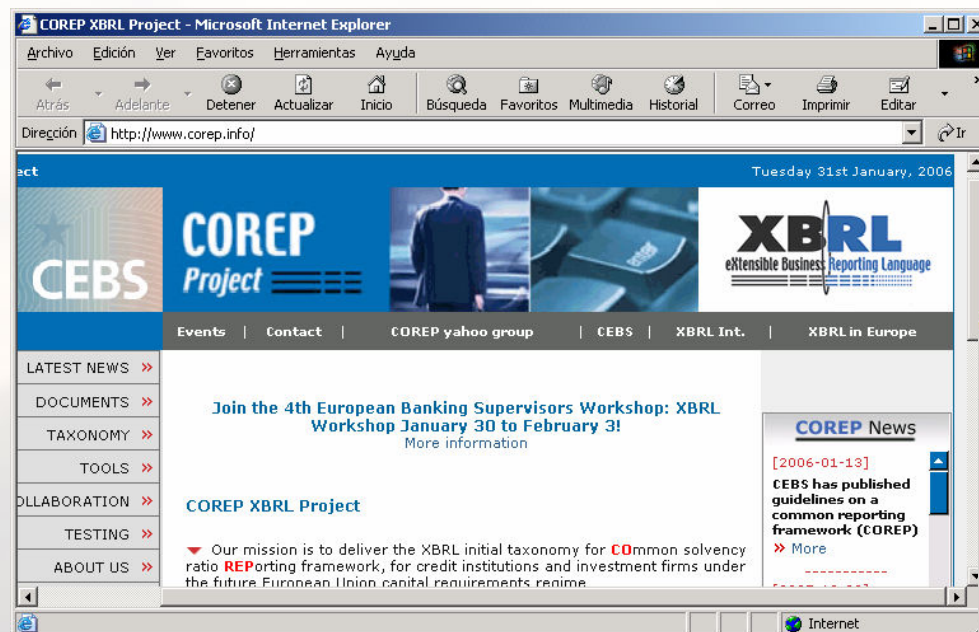 COREP XBRL Project - Microsoft Internet Explorer
Archivo Edición Ver Favoritos Herramientas Ayuda
Atrás Adelante Detener Actualizar Inicio Búsqueda Favoritos Multimedia Historial Correo Imprimir Editar
Dirección http://www.corep.info/ Ir
ect Tuesday 31st January, 2006
CEBS
COREP
Project
enter
XBRL
eXtensible Business Reporting Language
Events | Contact | COREP yahoo group | CEBS | XBRL Int. | XBRL in Europe
LATEST NEWS »
DOCUMENTS »
TAXONOMY »
TOOLS »
OLLABORATION »
TESTING »
ABOUT US »
Join the 4th European Banking Supervisors Workshop: XBRL
Workshop January 30 to February 3!
More information
COREP XBRL Project
Our mission is to deliver the XBRL initial taxonomy for COmmon solvency
ratio REPorting framework, for credit institutions and investment firms under
the future European Union capital requirements regime
COREP News
[2006-01-13]
CEBS has published
guidelines on a
common reporting
framework (COREP)
» More
-----------
Internet